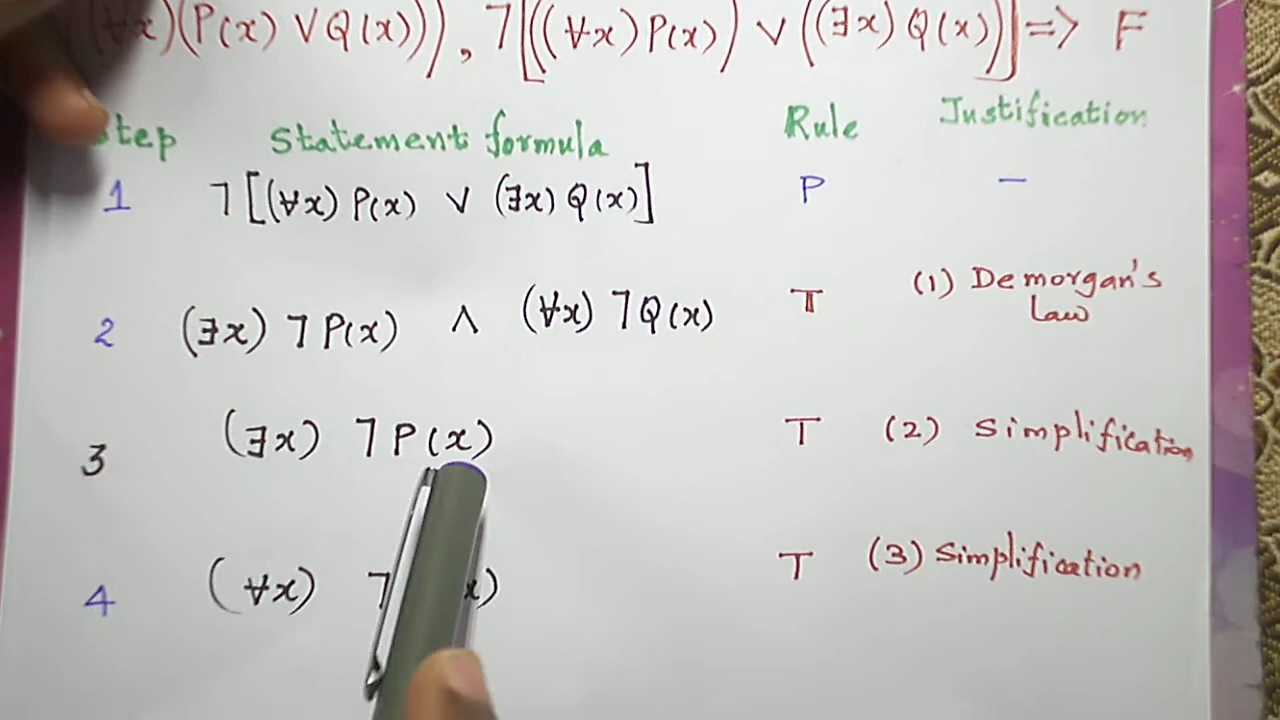 ∀x)(P(x) ∨ Q(x))), ¬[((∀x) P(x)) ∨ ((∃x) Q(x))] => F
Step Statement formula Rule Justification
1 ¬[(∀x) P(x) ∨ (∃x) Q(x)] P —
2 (∃x) ¬P(x) ∧ (∀x) ¬Q(x) T (1) Demorgan's
Law
3 (∃x) ¬P(x) T (2) Simplification
4 (∀x) ¬ x) T (3) Simplification